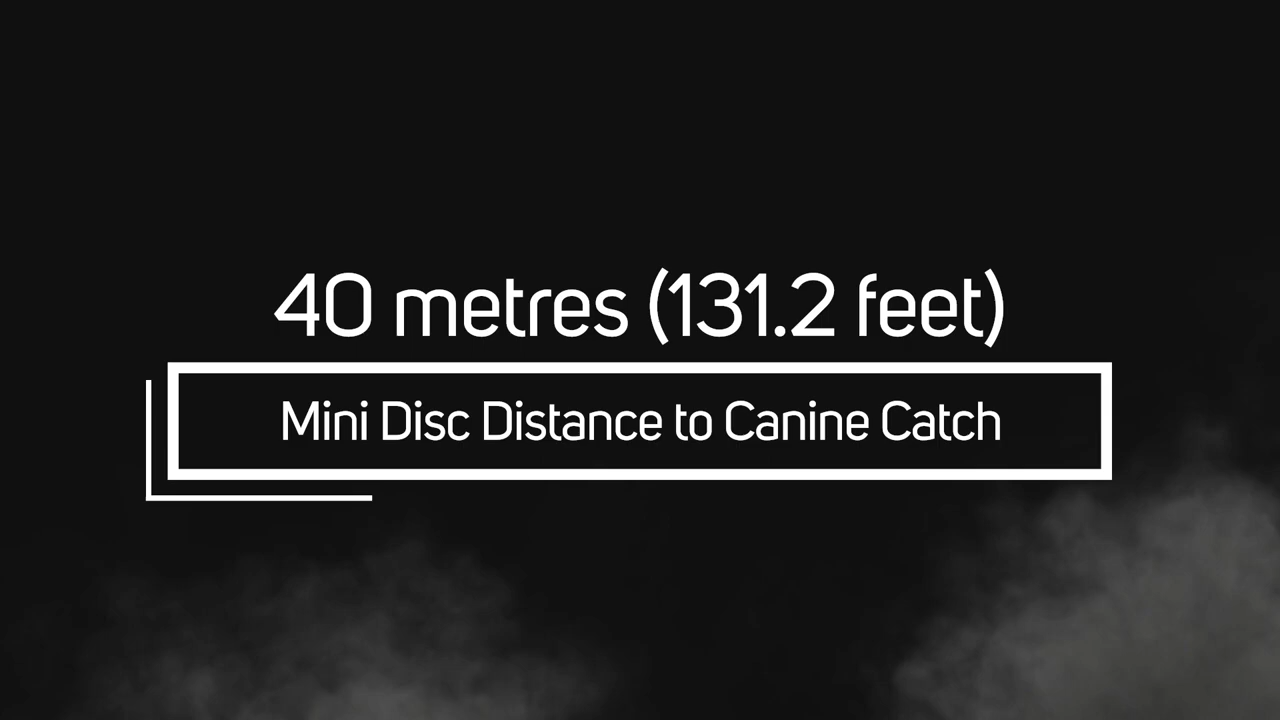 40 metres (131.2 feet)
Mini Disc Distance to Canine Catch